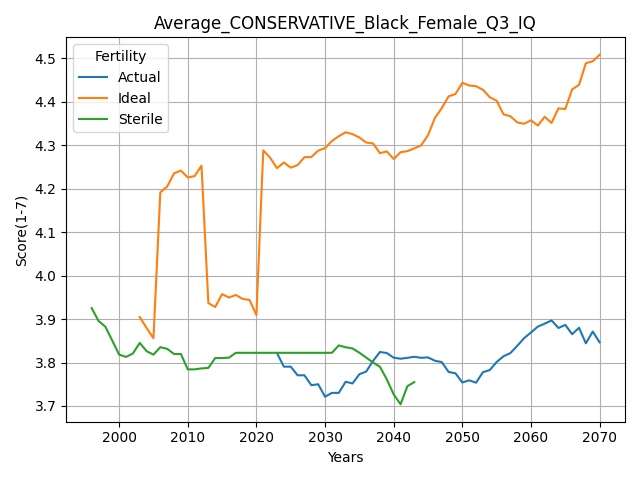 Average_CONSERVATIVE_Black_Female_Q3_IQ
Fertility
Actual
Ideal
Sterile
Score(1-7)
4.5
4.4
4.3
4.2
4.1
4.0
3.9
3.8
3.7
2000 2010 2020 2030 2040 2050 2060 2070
Years